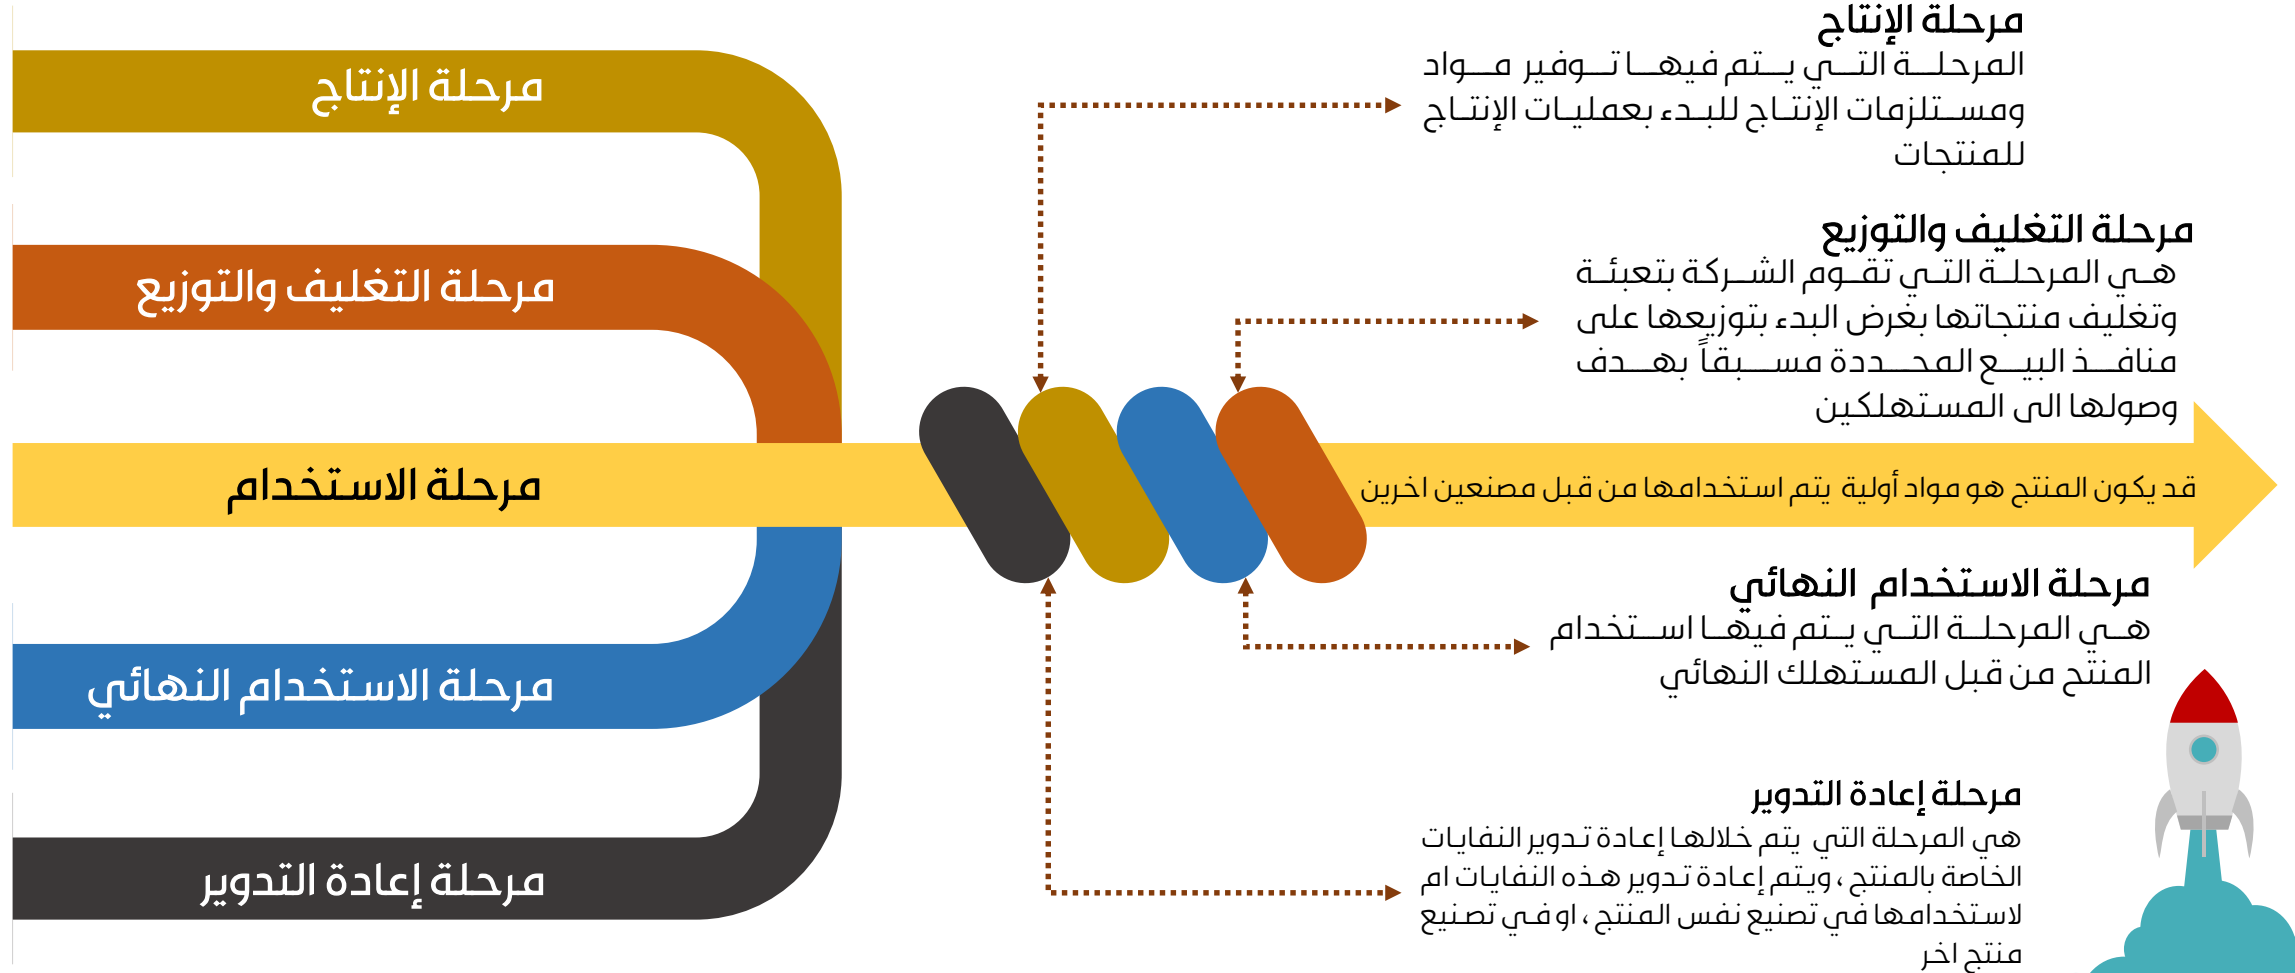 مرحلة الإنتاج
مرحلة التغليف والتوزيع
مرحلة الاستخدام
مرحلة الاستخدام النهائي
مرحلة إعادة التدوير
مرحلة الإنتاج
المرحلة التي يتم فيها توفير مواد
ومستلزمات الإنتاج للبدء بعمليات الإنتاج
للمنتجات
مرحلة التغليف والتوزيع
هي المرحلة التي تقوم الشركة بتعبئة
وتغليف منتجاتها بغرض البدء بتوزيعها على
منافذ البيع المحددة مسبقاً بهدف
وصولها الى المستهلكين
قد يكون المنتج هو مواد أولية يتم استخدامها من قبل مصنعين اخرين
مرحلة الاستخدام النهائي
هي المرحلة التي يتم فيها استخدام
المنتح من قبل المستهلك النهائي
مرحلة إعادة التدوير
هي المرحلة التي يتم خلالها إعادة تدوير النفايات
الخاصة بالمنتج ، ويتم إعادة تدوير هذه النفايات ام
لاستخدامها في تصنيع نفس المنتج ، او في تصنيع
منتج اخر